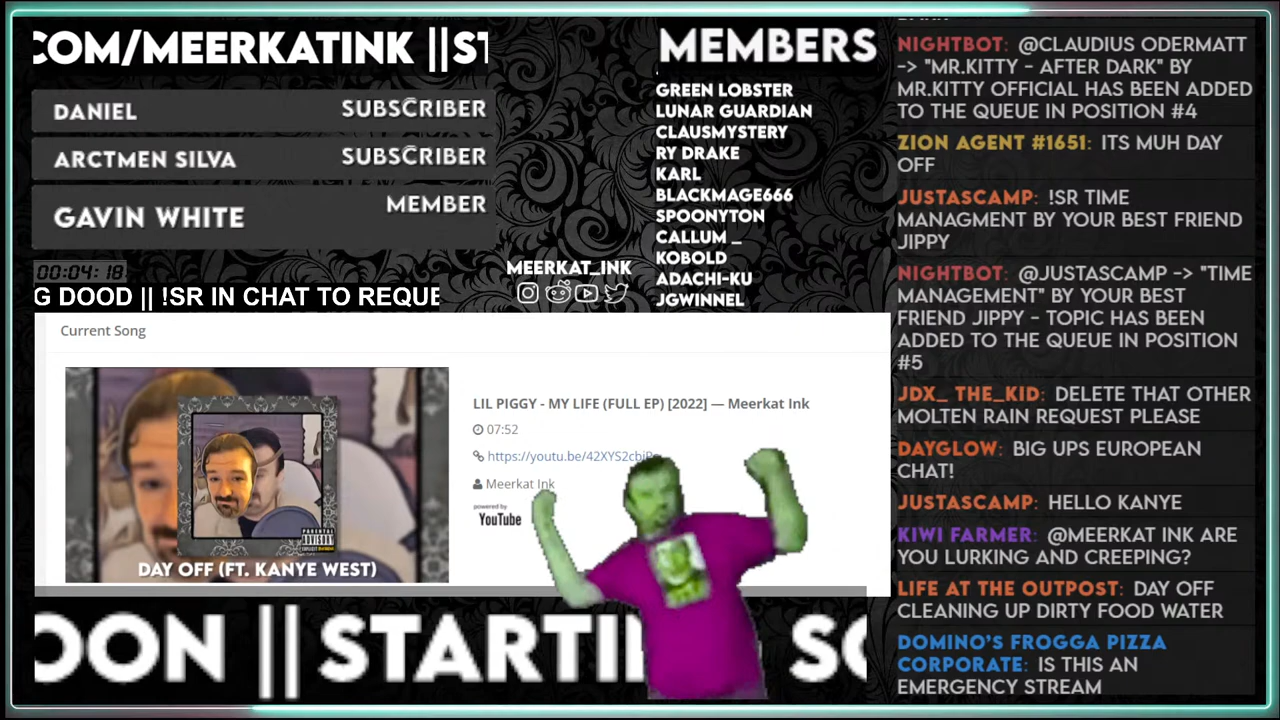 COM/MEERKATINK ||ST
DANIEL SUBSCRIBER
ARCTMEN SILVA SUBSCRIBER
GAVIN WHITE MEMBER
00:04:18
G DOOD || !SR IN CHAT TO REQUE
MEERKAT_INK
MEMBERS
GREEN LOBSTER
LUNAR GUARDIAN
CLAUSMYSTERY
RY DRAKE
KARL
BLACKMAGE666
SPOONYTON
CALLUM _
KOBOLD
ADACHI-KU
JGWINNEL
Current Song
PARENTAL
ADVISORY
DAY OFF (FT. KANYE WEST)
LIL PIGGY - MY LIFE (FULL EP) [2022] — Meerkat Ink
07:52
https://youtu.be/42XYS2cbi
Meerkat Ink
powered by
YouTube
OON || STARTI SO
NIGHTBOT: @CLAUDIUS ODERMATT
-> "MR.KITTY - AFTER DARK" BY
MR.KITTY OFFICIAL HAS BEEN ADDED
TO THE QUEUE IN POSITION #4
ZION AGENT #1651: ITS MUH DAY
OFF
JUSTASCAMP: !SR TIME
MANAGMENT BY YOUR BEST FRIEND
JIPPY
NIGHTBOT: @JUSTASCAMP -> "TIME
MANAGEMENT" BY YOUR BEST
FRIEND JIPPY - TOPIC HAS BEEN
ADDED TO THE QUEUE IN POSITION
#5
JDX_ THE_KID: DELETE THAT OTHER
MOLTEN RAIN REQUEST PLEASE
DAYGLOW: BIG UPS EUROPEAN
CHAT!
JUSTASCAMP: HELLO KANYE
KIWI FARMER: @MEERKAT INK ARE
YOU LURKING AND CREEPING?
LIFE AT THE OUTPOST: DAY OFF
CLEANING UP DIRTY FOOD WATER
DOMINO'S FROGGA PIZZA
CORPORATE: IS THIS AN
EMERGENCY STREAM